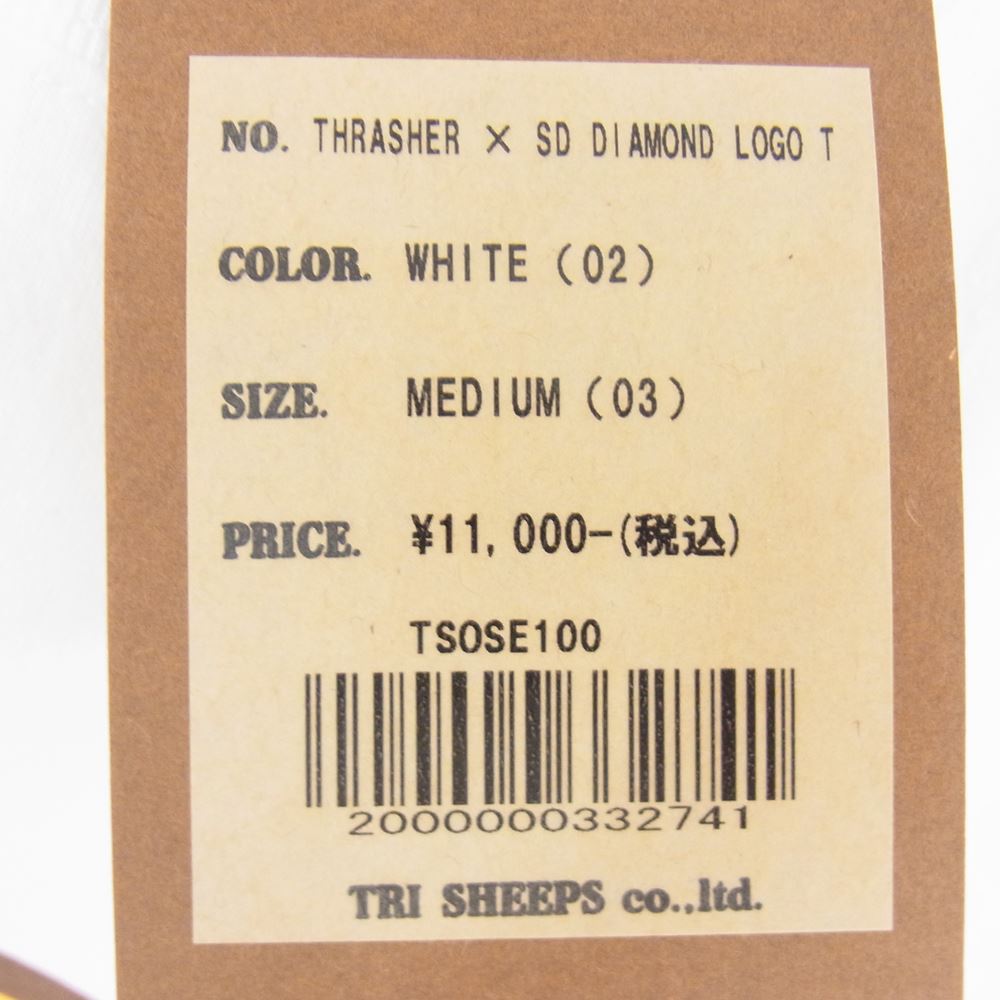 NO. THRASHER × SD DIAMOND LOGO T
COLOR. WHITE (02)
SIZE. MEDIUM (03)
PRICE. ¥11,000-(税込)
TSOSE100
2000000332741
TRI SHEEPS co.,ltd.